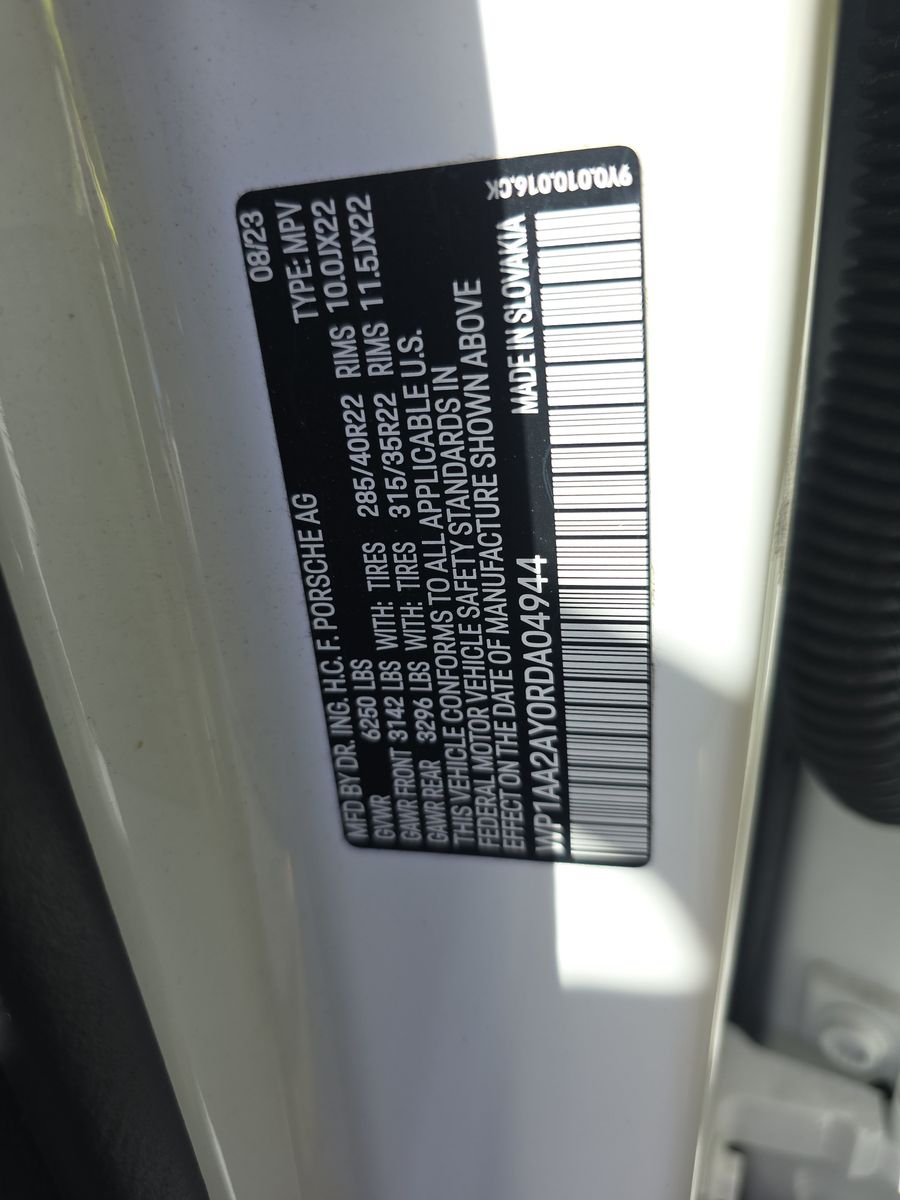 MFD BY DR. ING. H.C. F. PORSCHE AG 08/23
GVWR 6250 LBS TYPE: MPV
GAWR FRONT 3142 LBS WITH: TIRES 285/40R22 RIMS 10.0JX22
GAWR REAR 3296 LBS WITH: TIRES 315/35R22 RIMS 11.5JX22
THIS VEHICLE CONFORMS TO ALL APPLICABLE U.S.
FEDERAL MOTOR VEHICLE SAFETY STANDARDS IN
EFFECT ON THE DATE OF MANUFACTURE SHOWN ABOVE
WP1AA2AY0RDA04944 MADE IN SLOVAKIA
9Y0.010.016.CK